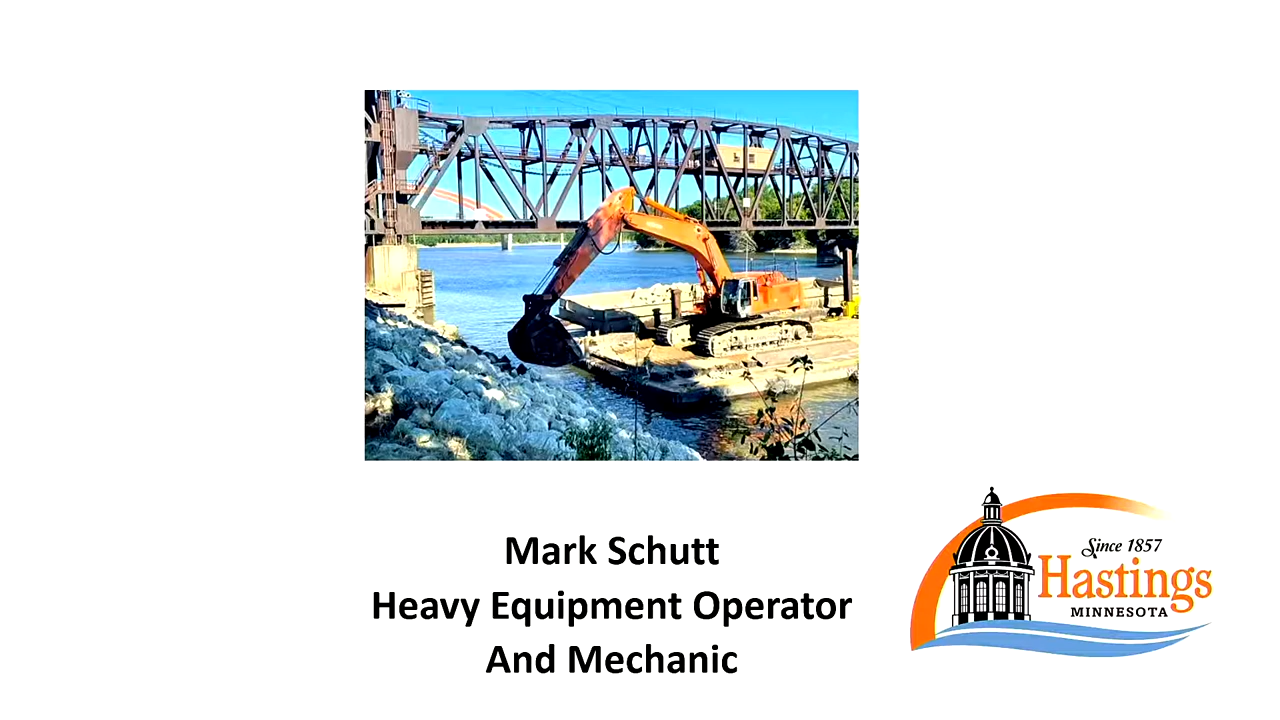 Mark Schutt
Heavy Equipment Operator
And Mechanic
Since 1857
Hastings
MINNESOTA